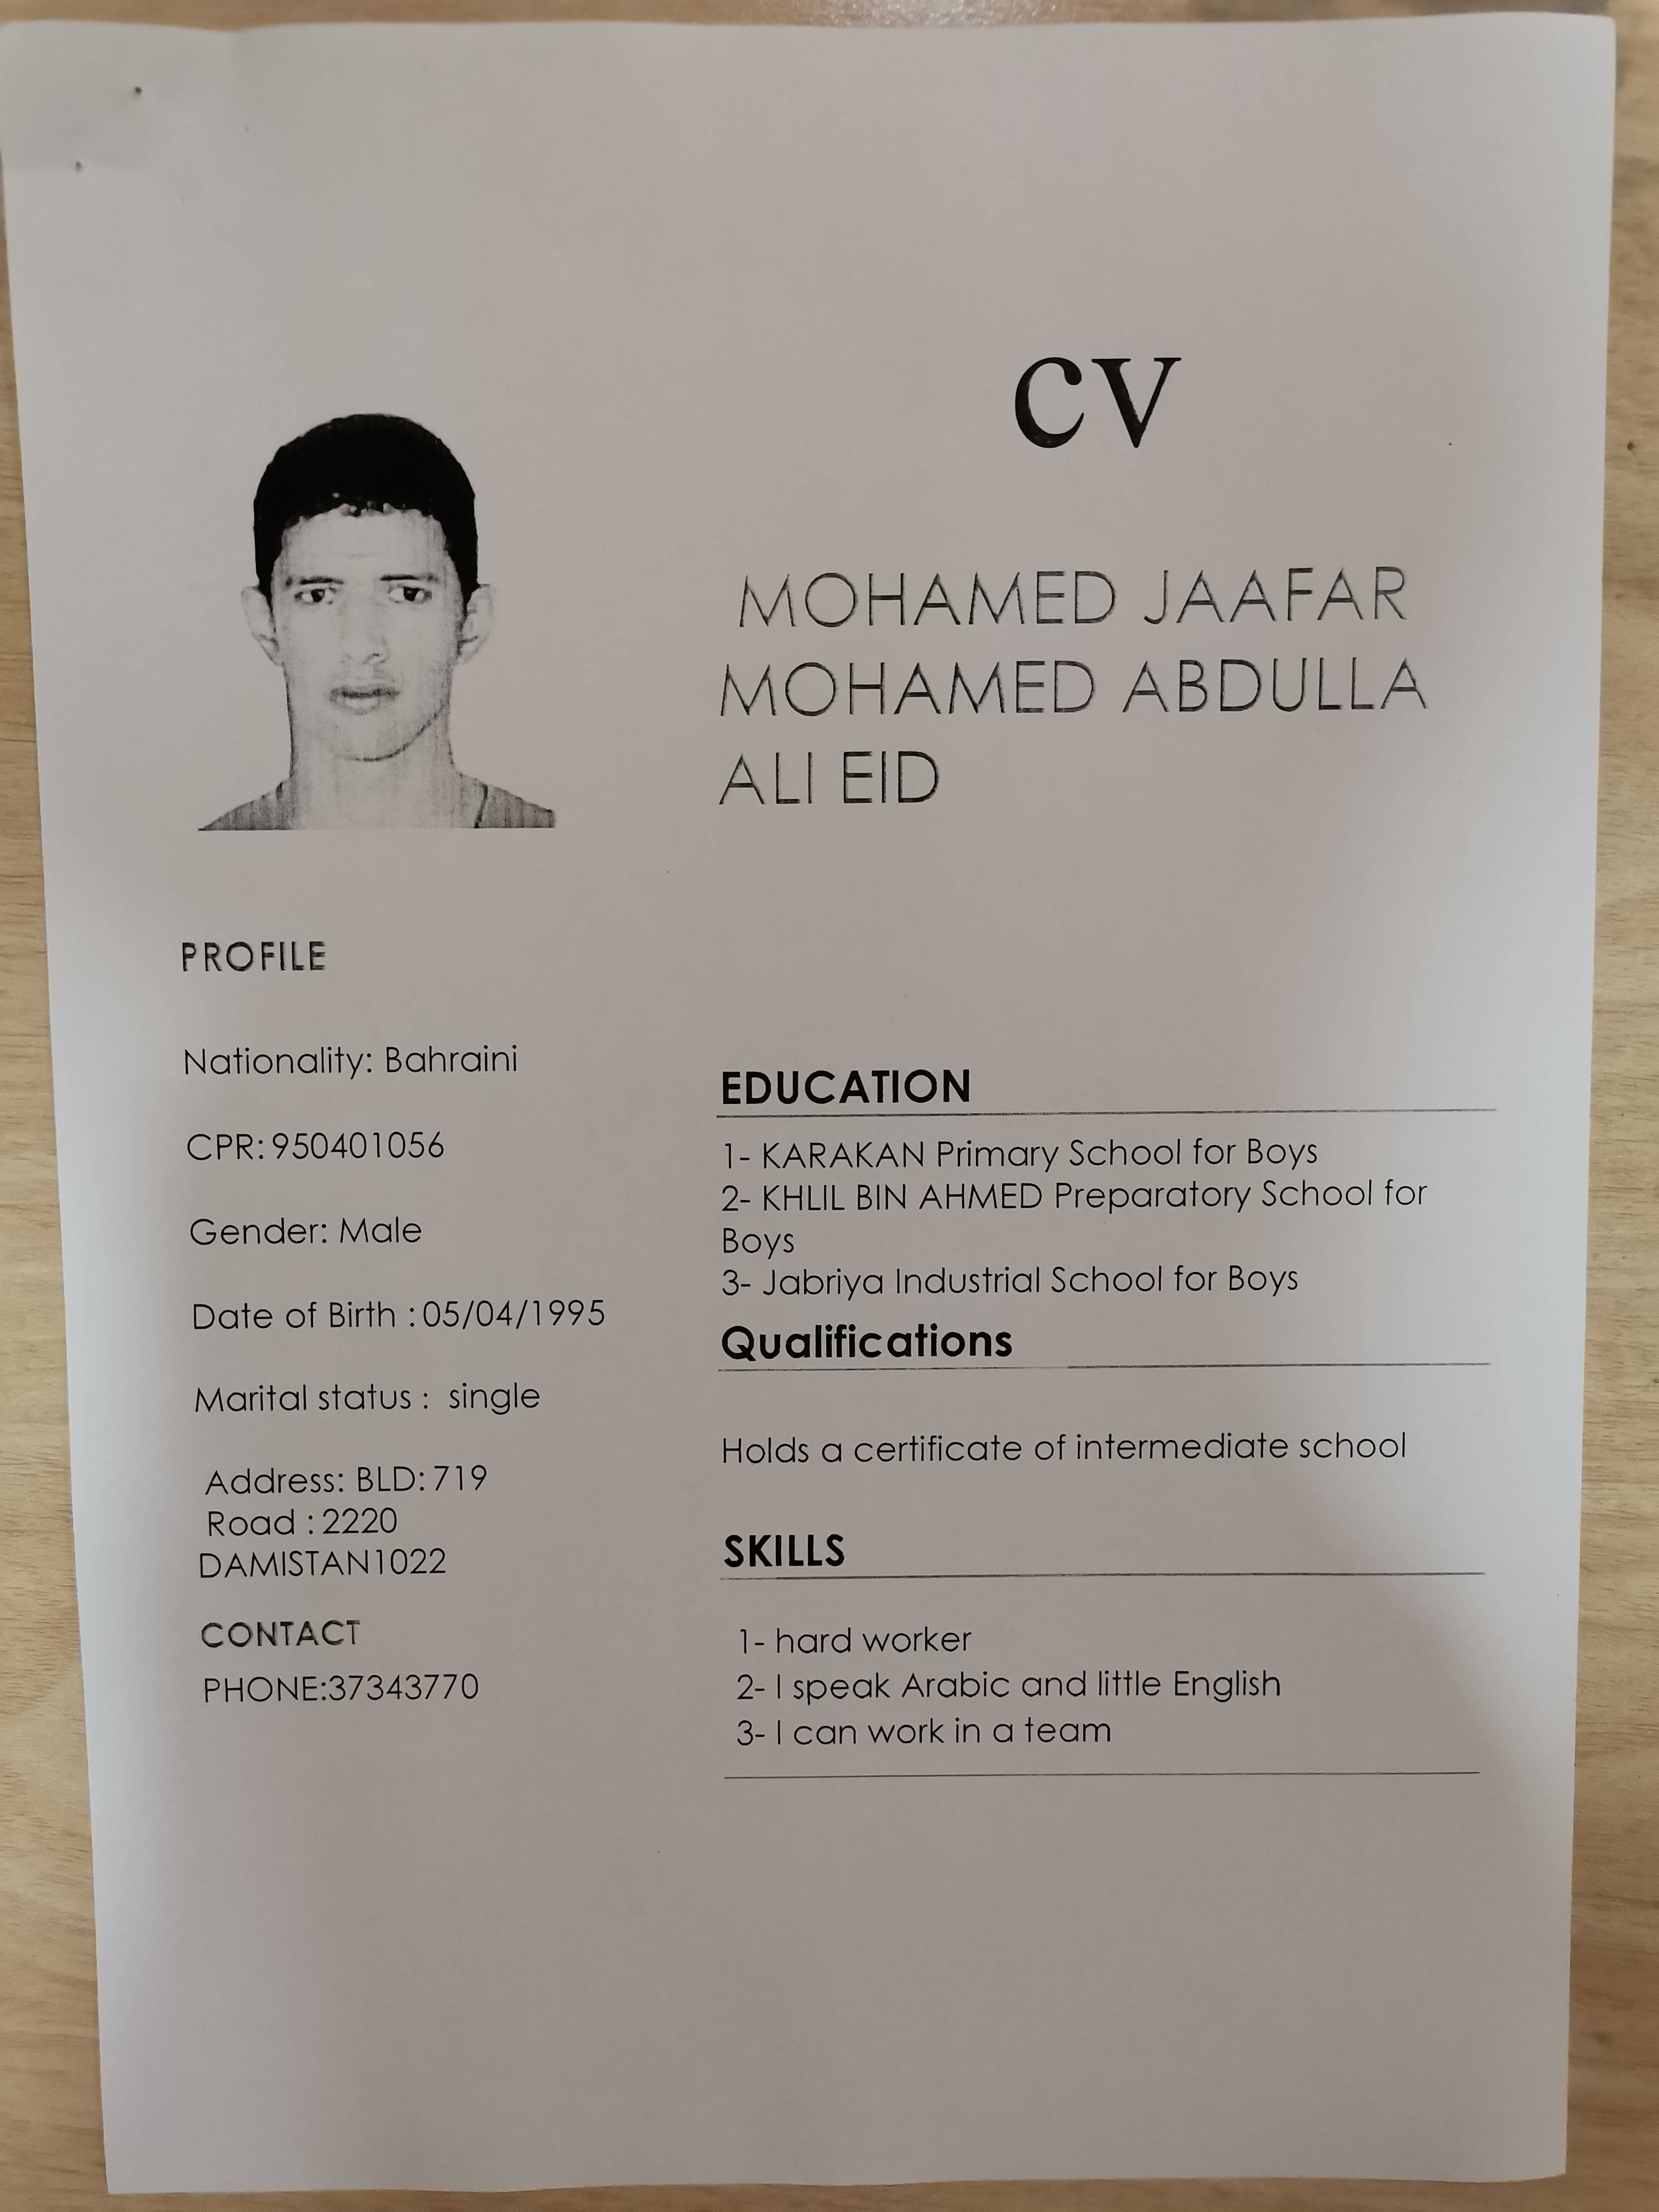 CV
MOHAMED JAAFAR
MOHAMED ABDULLA
ALI EID
PROFILE
Nationality: Bahraini
CPR: 950401056
Gender: Male
Date of Birth : 05/04/1995
Marital status :  single
Address: BLD: 719
Road : 2220
DAMISTAN1022
CONTACT
PHONE:37343770
EDUCATION
1- KARAKAN Primary School for Boys
2- KHLIL BIN AHMED Preparatory School for
Boys
3- Jabriya Industrial School for Boys
Qualifications
Holds a certificate of intermediate school
SKILLS
1- hard worker
2- I speak Arabic and little English
3- I can work in a team